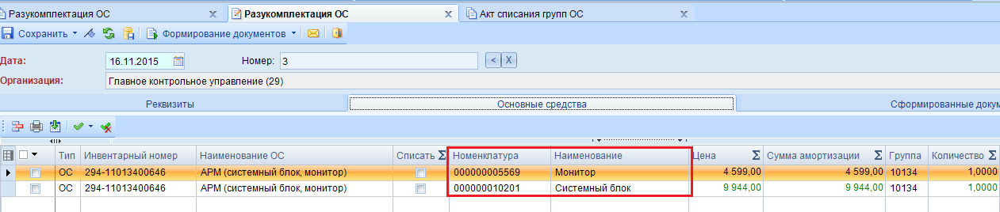 Разукомплектация ОС Разукомплектация ОС Акт списания групп ОС
Сохранить Формирование документов
Дата: 16.11.2015 Номер: 3 < X
Организация: Главное контрольное управление (29)
Реквизиты Основные средства Сформированные докум
Тип Инвентарный номер Наименование ОС Списать Σ Номенклатура Наименование Цена Σ Сумма амортизации Σ Группа Количество Σ
ОС 294-11013400646 АРМ (системный блок, монитор) 000000005569 Монитор 4 599,00 4 599,00 10134 1,0000
ОС 294-11013400646 АРМ (системный блок, монитор) 000000010201 Системный блок 9 944,00 9 944,00 10134 1,0000